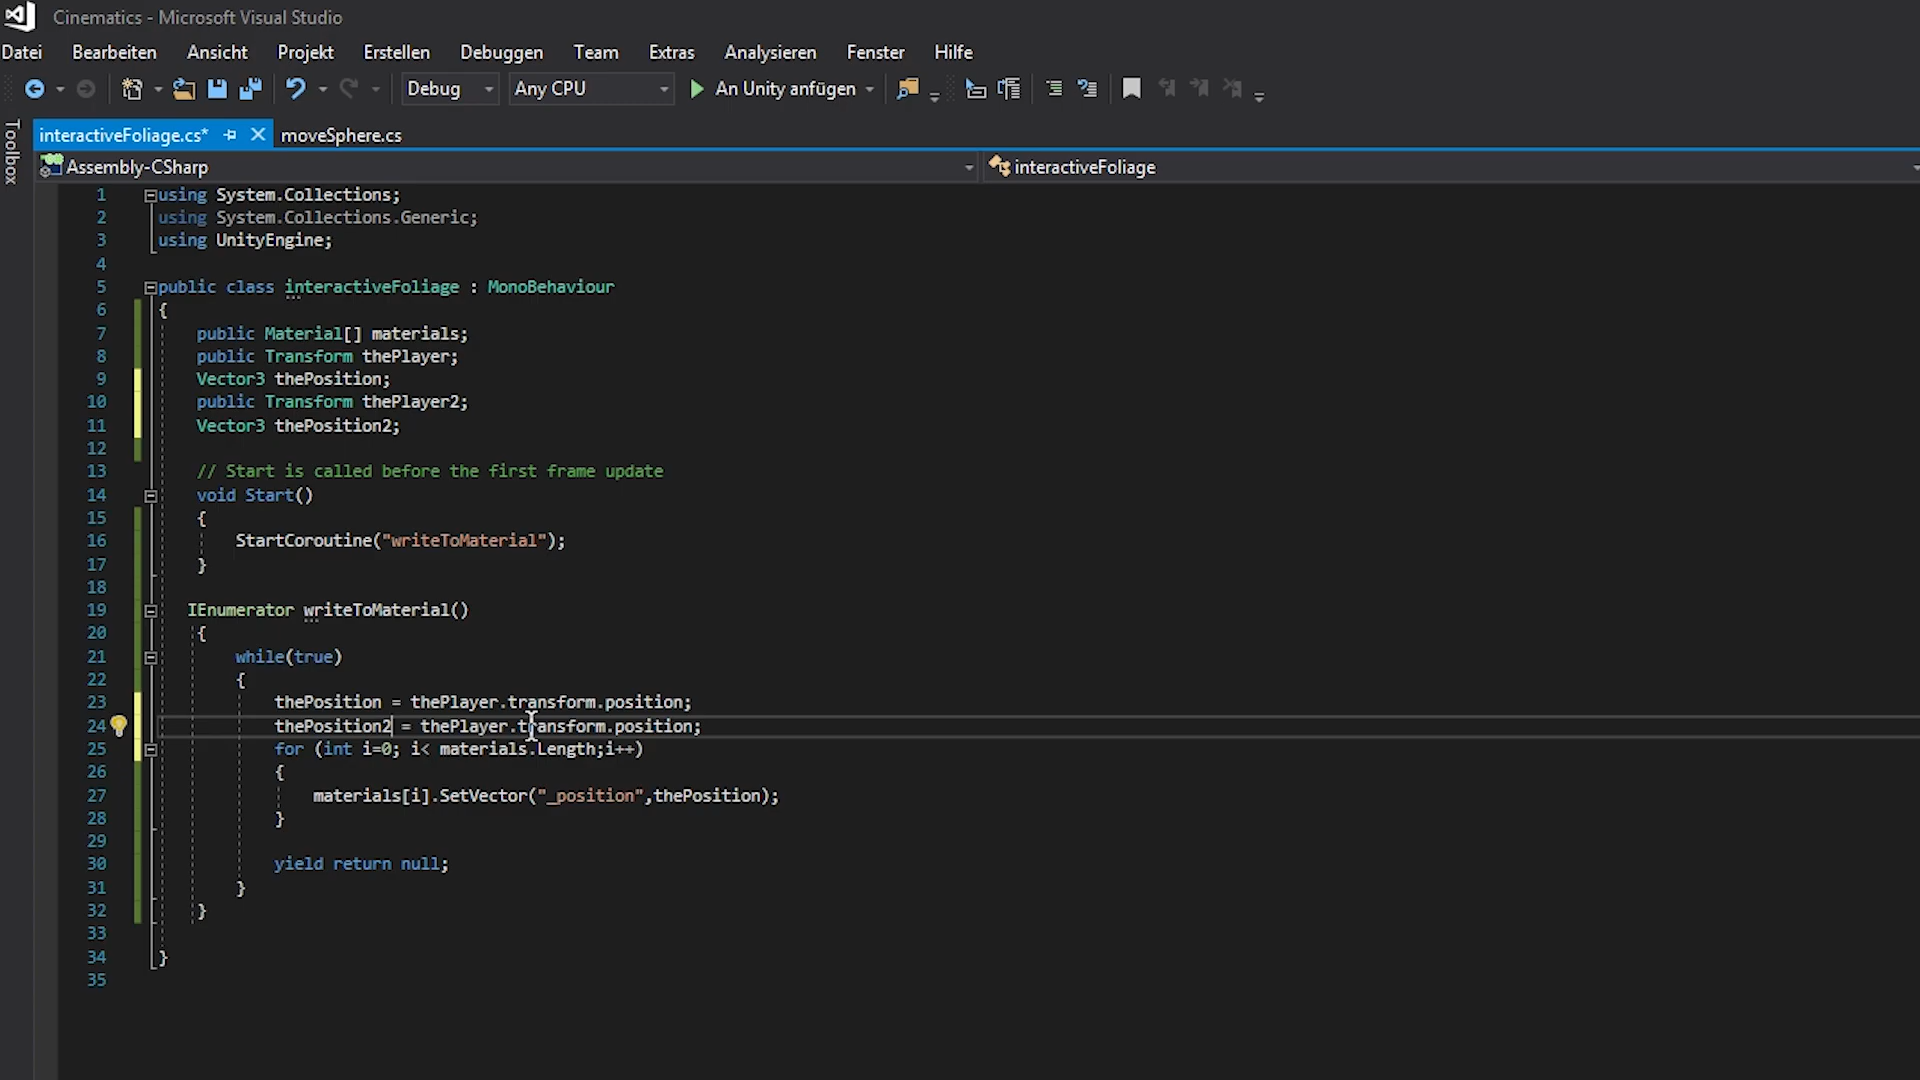 Cinematics - Microsoft Visual Studio
Datei Bearbeiten Ansicht Projekt Erstellen Debuggen Team Extras Analysieren Fenster Hilfe
Debug Any CPU An Unity anfügen
Toolbox
interactiveFoliage.cs* moveSphere.cs
Assembly-CSharp interactiveFoliage
1 using System.Collections;
2 using System.Collections.Generic;
3 using UnityEngine;
4
5 public class interactiveFoliage : MonoBehaviour
6 {
7 public Material[] materials;
8 public Transform thePlayer;
9 Vector3 thePosition;
10 public Transform thePlayer2;
11 Vector3 thePosition2;
12
13 // Start is called before the first frame update
14 void Start()
15 {
16 StartCoroutine("writeToMaterial");
17 }
18
19 IEnumerator writeToMaterial()
20 {
21 while(true)
22 {
23 thePosition = thePlayer.transform.position;
24 thePosition2 = thePlayer.transform.position;
25 for (int i=0; i< materials.Length;i++)
26 {
27 materials[i].SetVector("_position",thePosition);
28 }
29
30 yield return null;
31 }
32 }
33
34 }
35